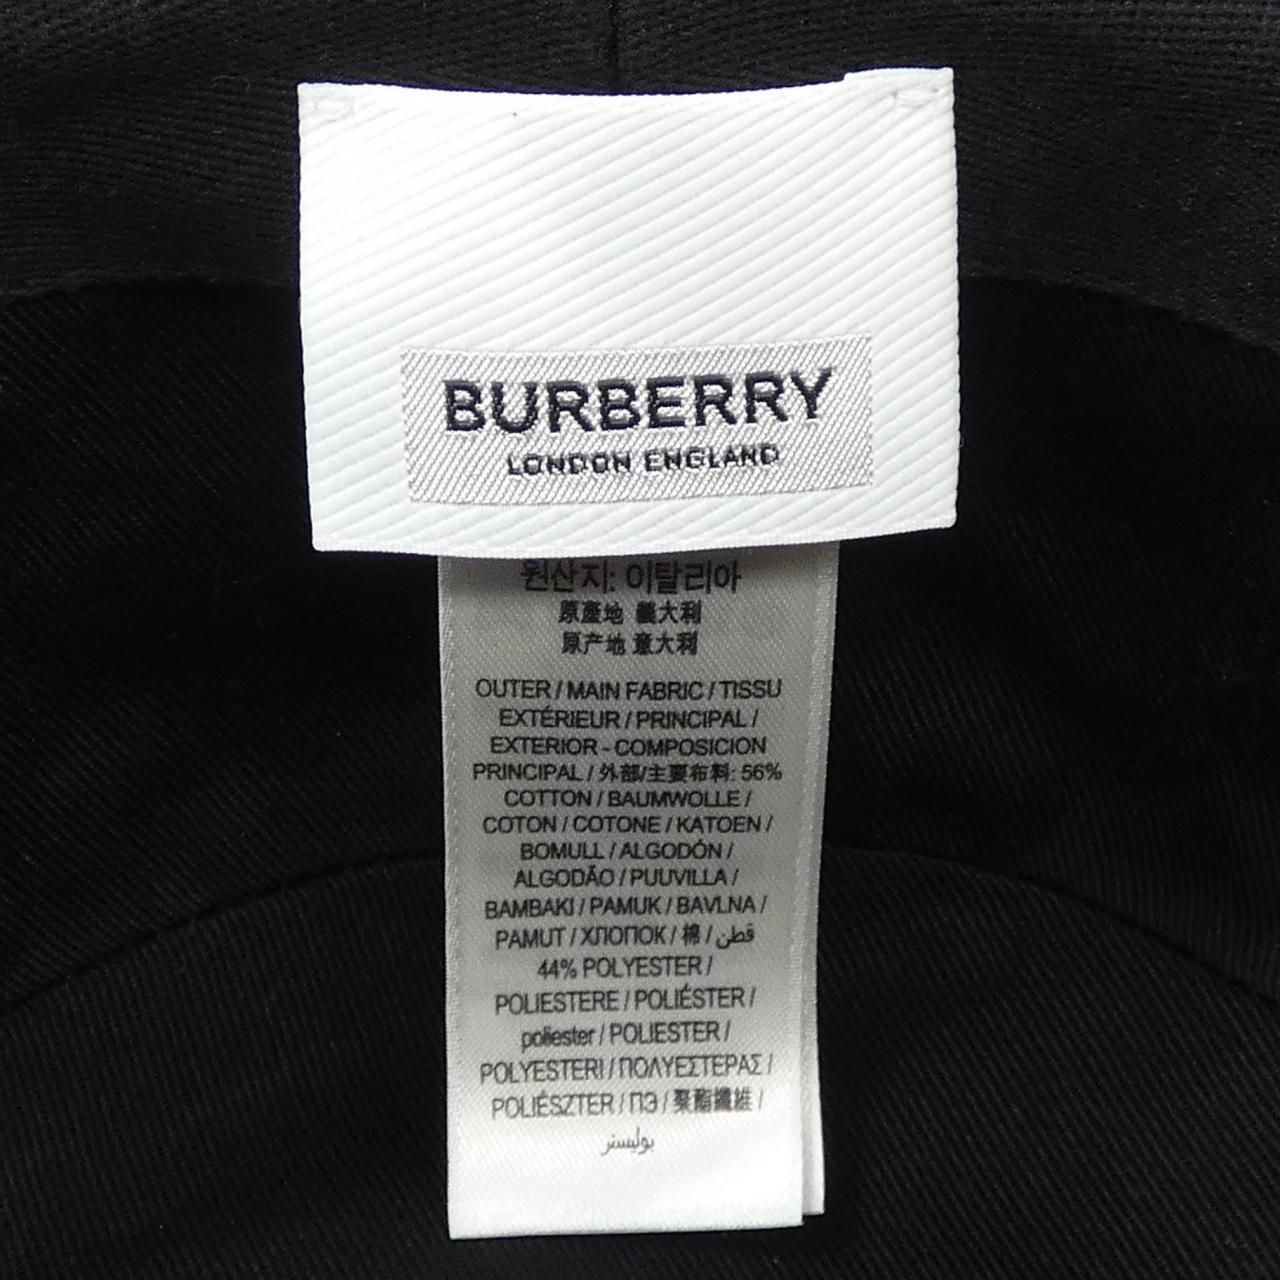 BURBERRY
LONDON ENGLAND
원산지: 이탈리아
原產地 義大利
原产地 意大利
OUTER / MAIN FABRIC / TISSU
EXTÉRIEUR / PRINCIPAL /
EXTERIOR - COMPOSICION
PRINCIPAL / 外部/主要布料: 56%
COTTON / BAUMWOLLE /
COTON / COTONE / KATOEN /
BOMULL / ALGODÓN /
ALGODÃO / PUUVILLA /
BAMBAKI / PAMUK / BAVLNA /
PAMUT / ХЛОПОК / 棉 / قطن
44% POLYESTER /
POLIESTERE / POLIÉSTER /
poliester / POLIESTER /
POLYESTERI / ΠΟΛΥΕΣΤΕΡΑΣ /
POLIÉSZTER / ПЭ / 聚酯纖維 /
بوليستر